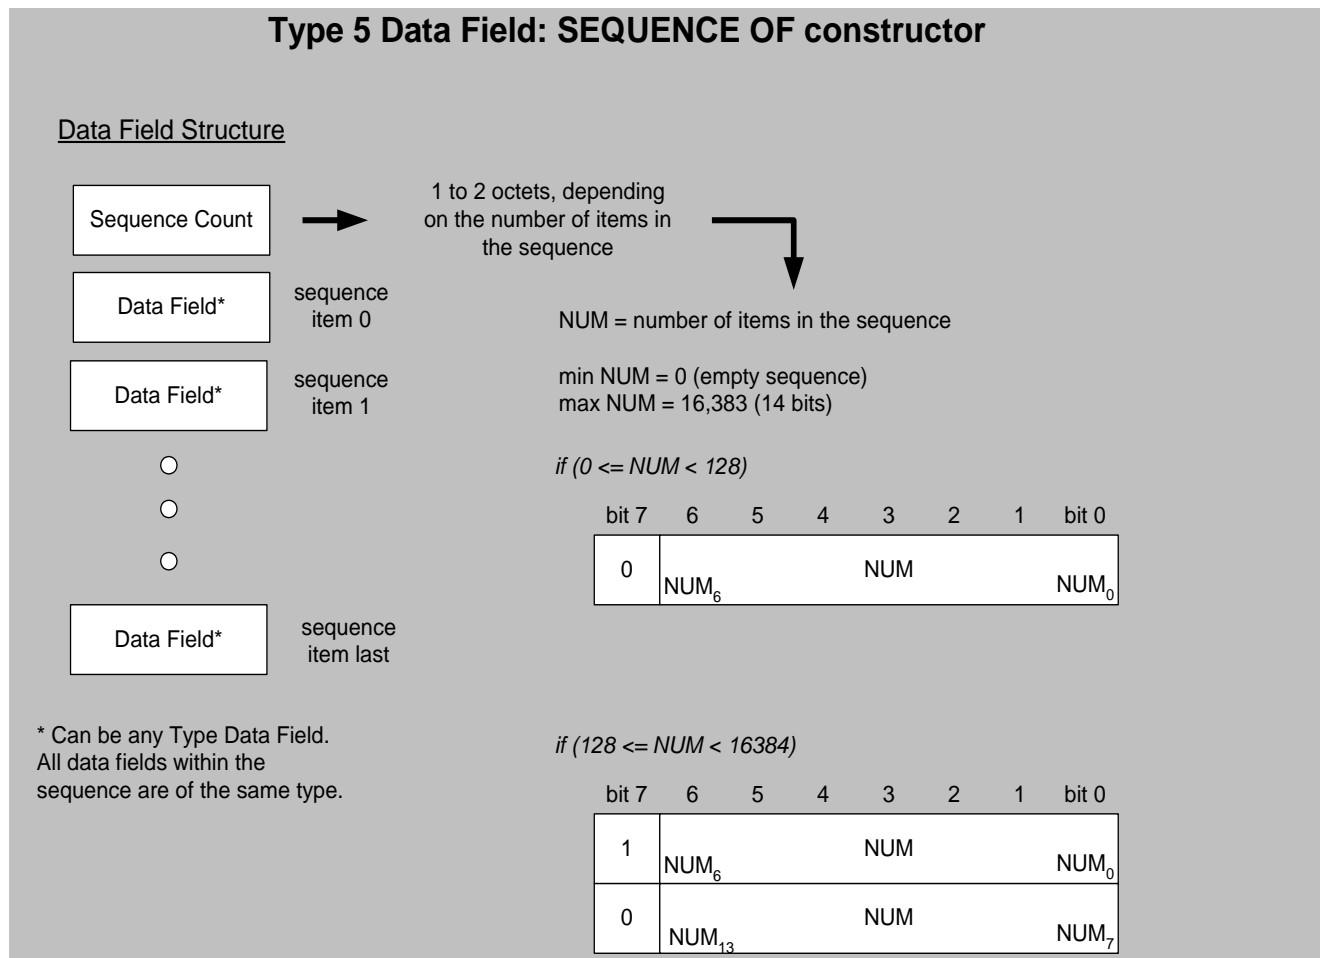 Type 5 Data Field: SEQUENCE OF constructor
Data Field Structure
Sequence Count
1 to 2 octets, depending
on the number of items in
the sequence
Data Field*
sequence
item 0
NUM = number of items in the sequence
Data Field*
sequence
item 1
min NUM = 0 (empty sequence)
max NUM = 16,383 (14 bits)
if (0 <= NUM < 128)
bit 7 6 5 4 3 2 1 bit 0
0 NUM
NUM6 NUM0
Data Field*
sequence
item last
* Can be any Type Data Field.
All data fields within the
sequence are of the same type.
if (128 <= NUM < 16384)
bit 7 6 5 4 3 2 1 bit 0
1 NUM
NUM6 NUM0
0 NUM
NUM13 NUM7